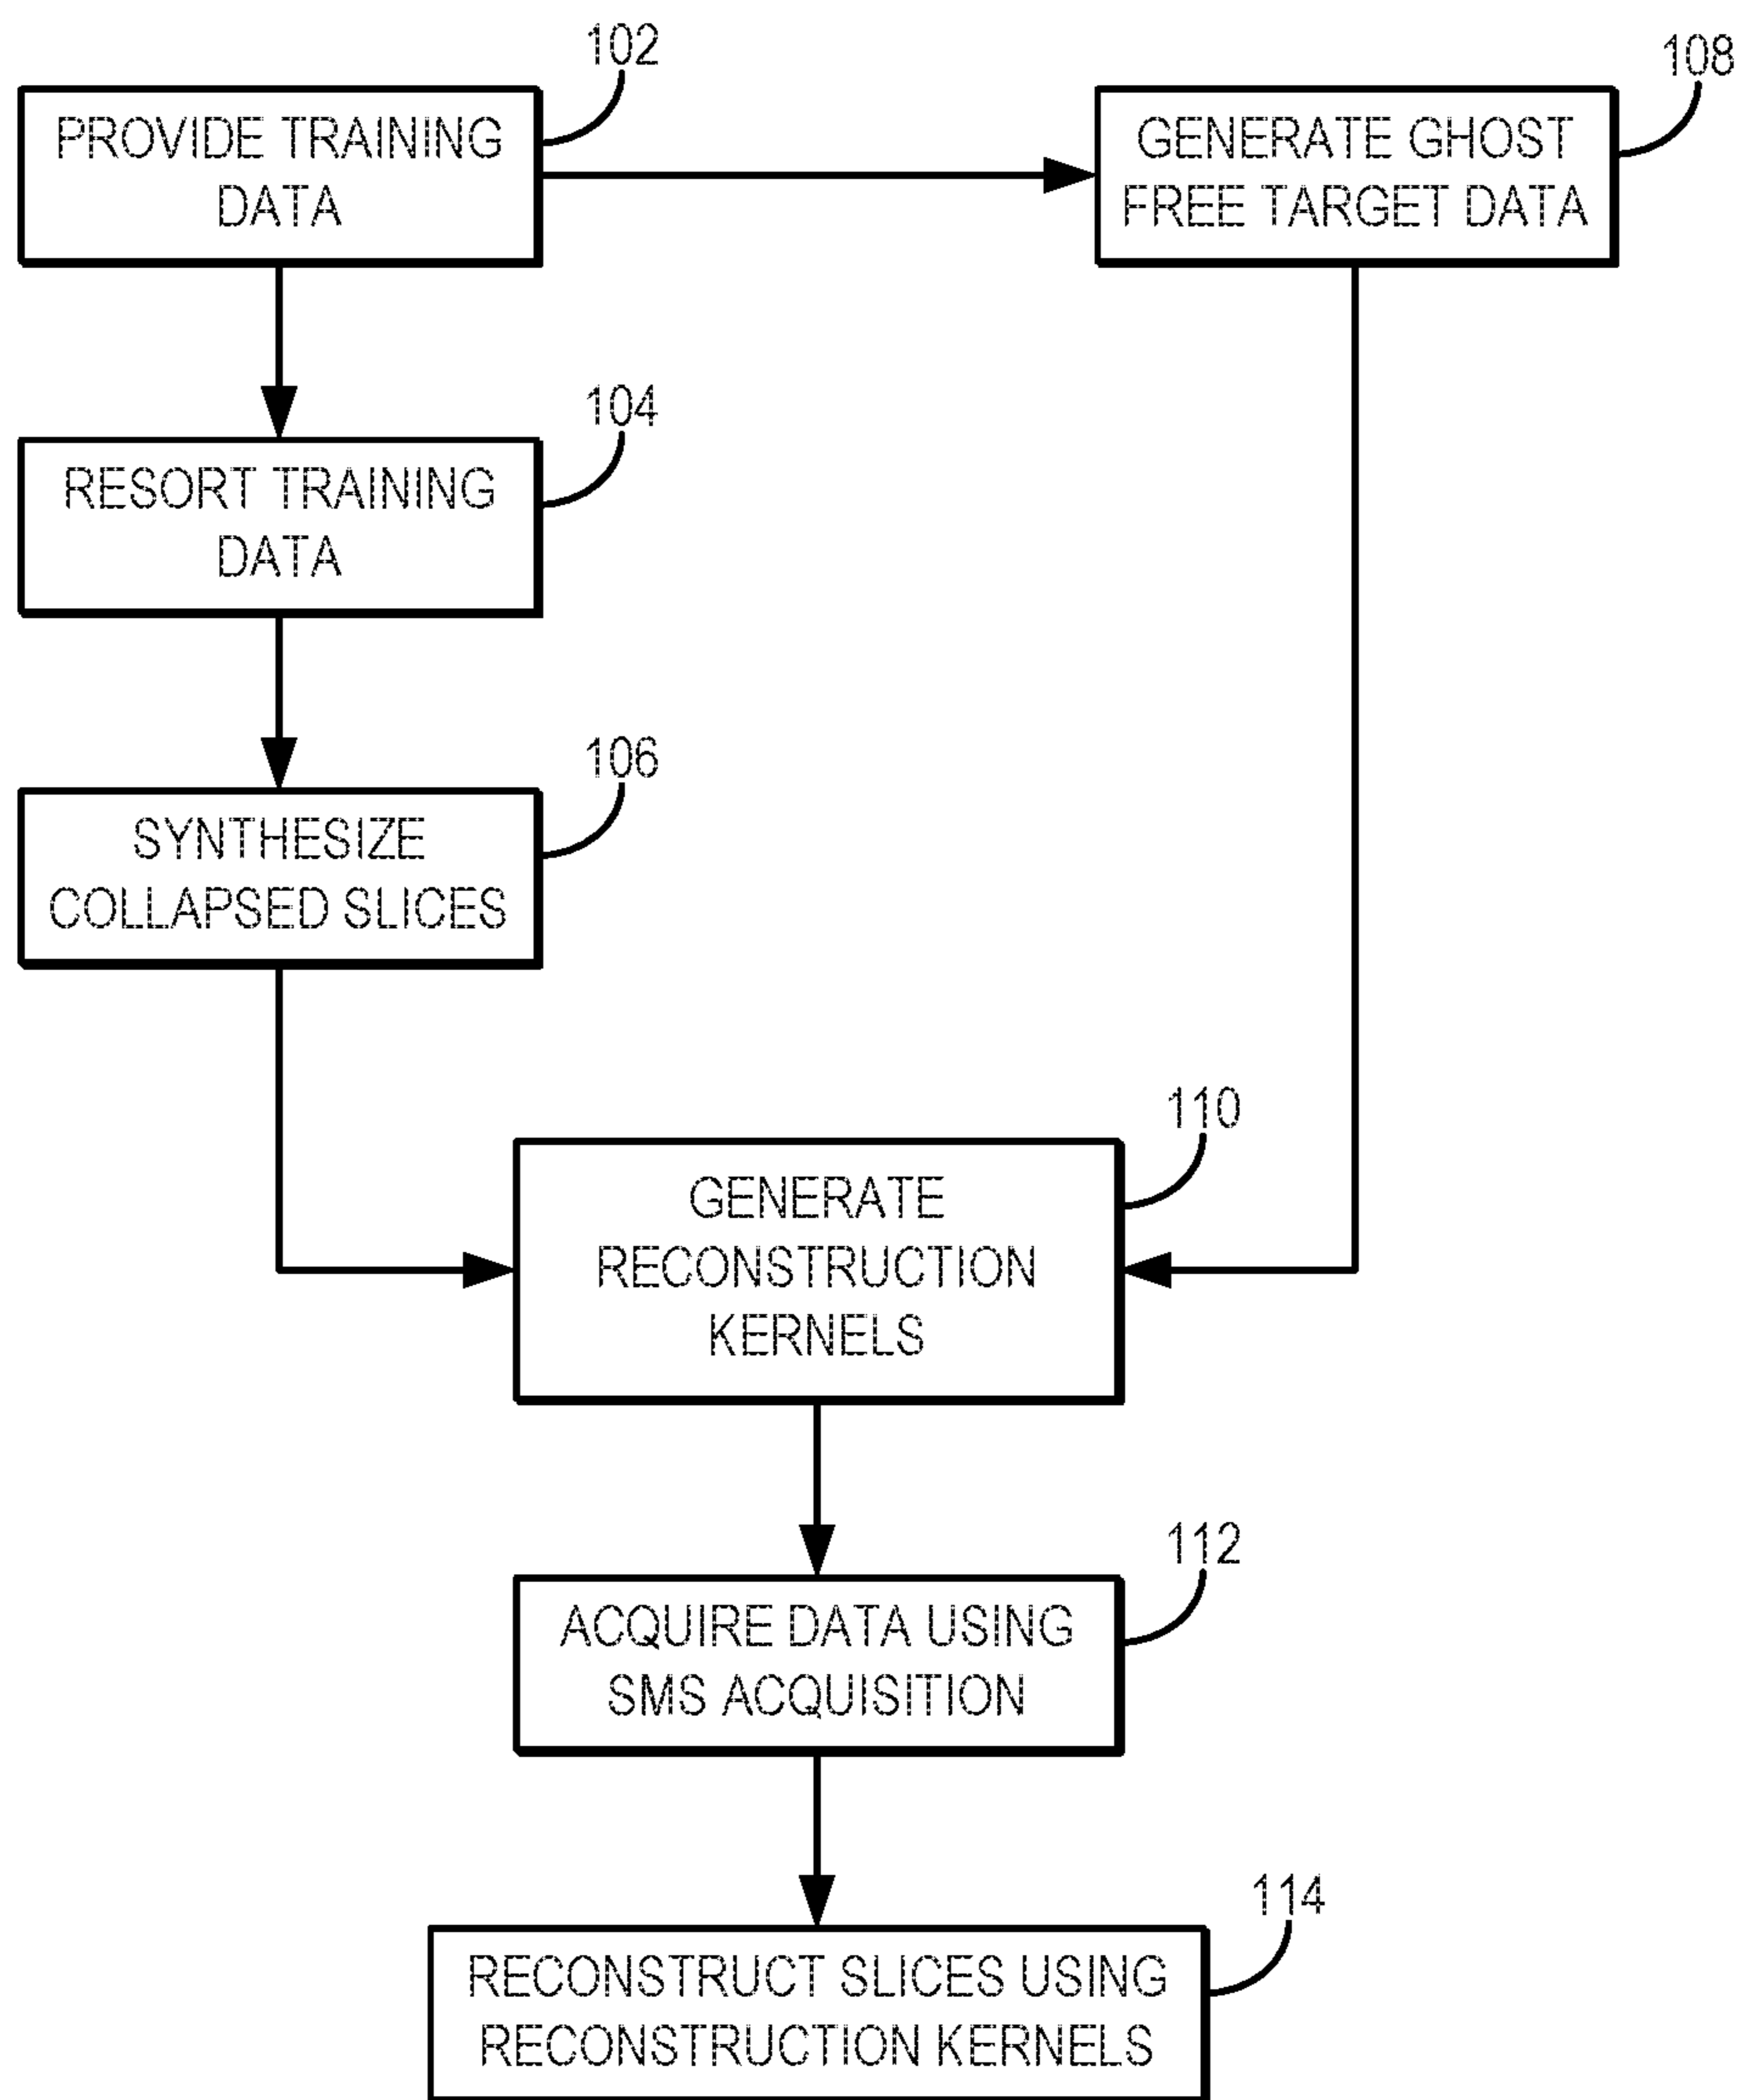 102
PROVIDE TRAINING
DATA
108
GENERATE GHOST
FREE TARGET DATA
104
RESORT TRAINING
DATA
106
SYNTHESIZE
COLLAPSED SLICES
110
GENERATE
RECONSTRUCTION
KERNELS
112
ACQUIRE DATA USING
SMS ACQUISITION
114
RECONSTRUCT SLICES USING
RECONSTRUCTION KERNELS